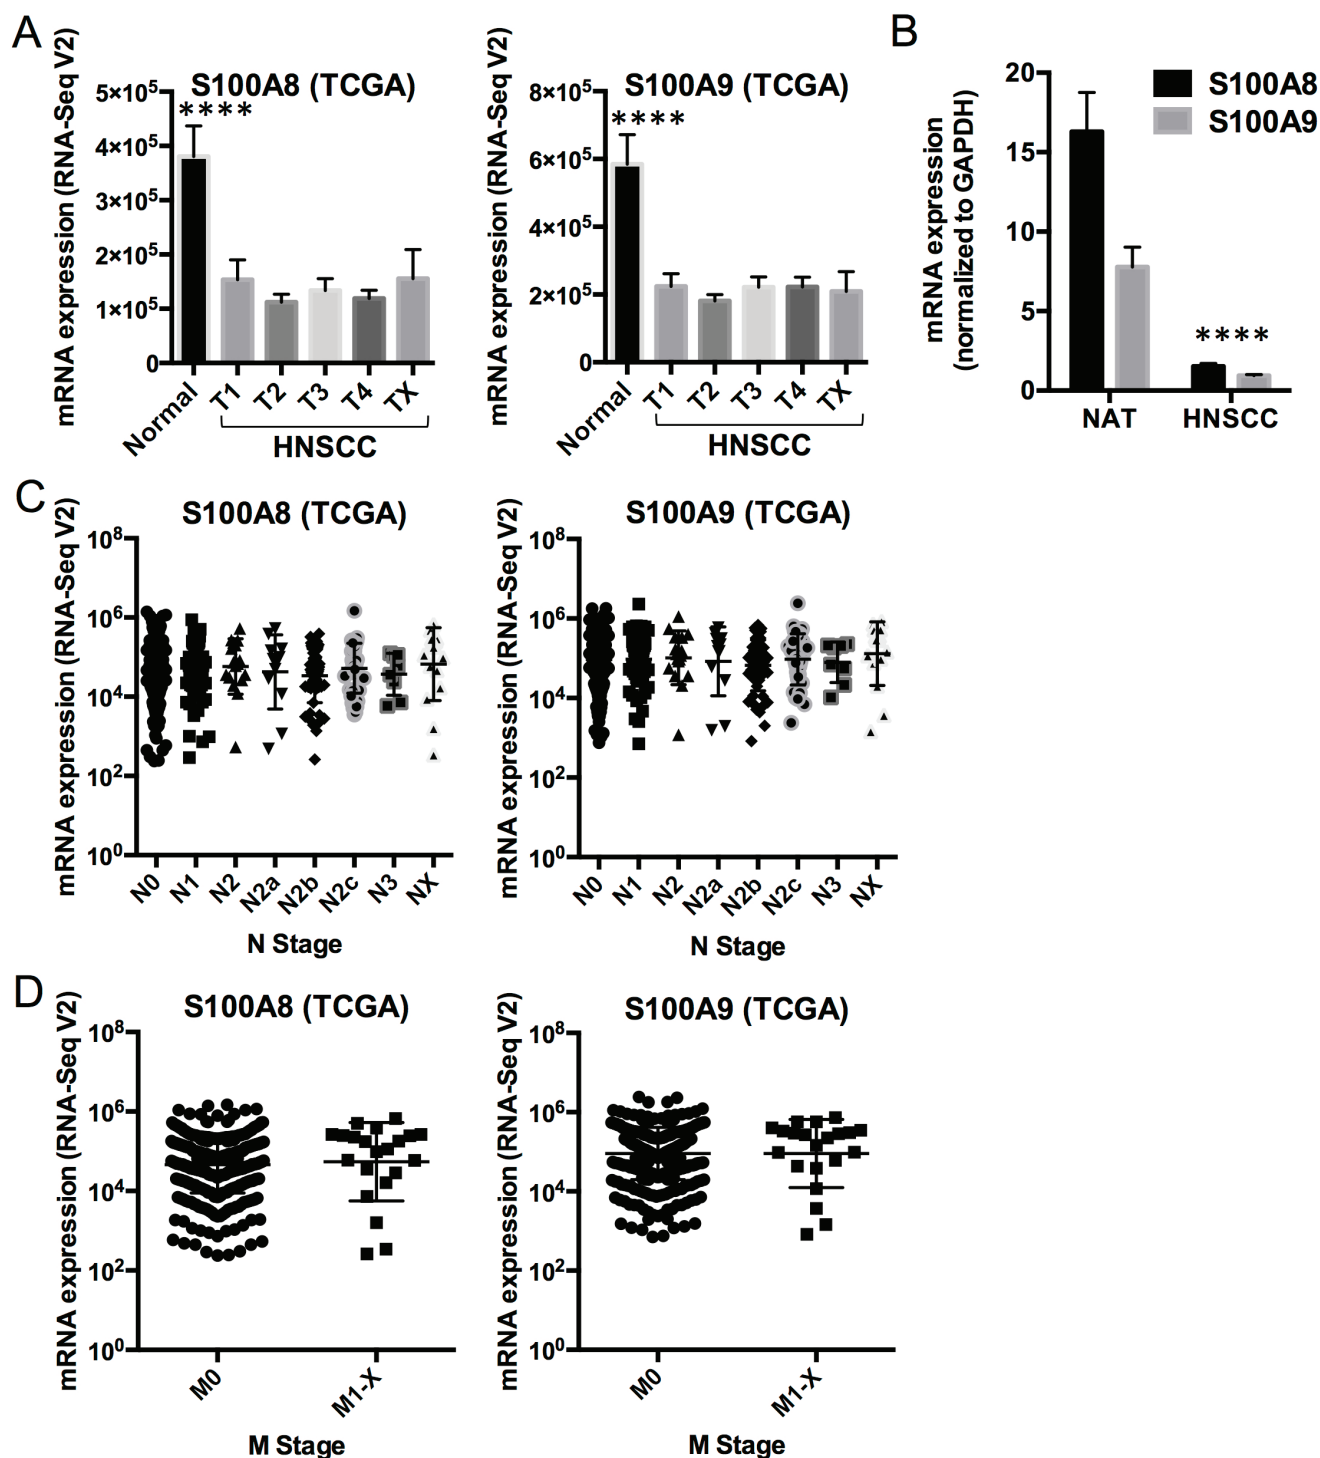 A
S100A8 (TCGA)
mRNA expression (RNA-Seq V2)
5×10⁵
4×10⁵
3×10⁵
2×10⁵
1×10⁵
0
****
Normal
T1
T2
T3
T4
TX
HNSCC
S100A9 (TCGA)
mRNA expression (RNA-Seq V2)
8×10⁵
6×10⁵
4×10⁵
2×10⁵
0
****
Normal
T1
T2
T3
T4
TX
HNSCC
B
mRNA expression
(normalized to GAPDH)
20
15
10
5
0
S100A8
S100A9
****
NAT
HNSCC
C
S100A8 (TCGA)
mRNA expression (RNA-Seq V2)
10⁸
10⁶
10⁴
10²
10⁰
N0
N1
N2
N2a
N2b
N2c
N3
NX
N Stage
S100A9 (TCGA)
mRNA expression (RNA-Seq V2)
10⁸
10⁶
10⁴
10²
10⁰
N0
N1
N2
N2a
N2b
N2c
N3
NX
N Stage
D
S100A8 (TCGA)
mRNA expression (RNA-Seq V2)
10⁸
10⁶
10⁴
10²
10⁰
M0
M1-X
M Stage
S100A9 (TCGA)
mRNA expression (RNA-Seq V2)
10⁸
10⁶
10⁴
10²
10⁰
M0
M1-X
M Stage